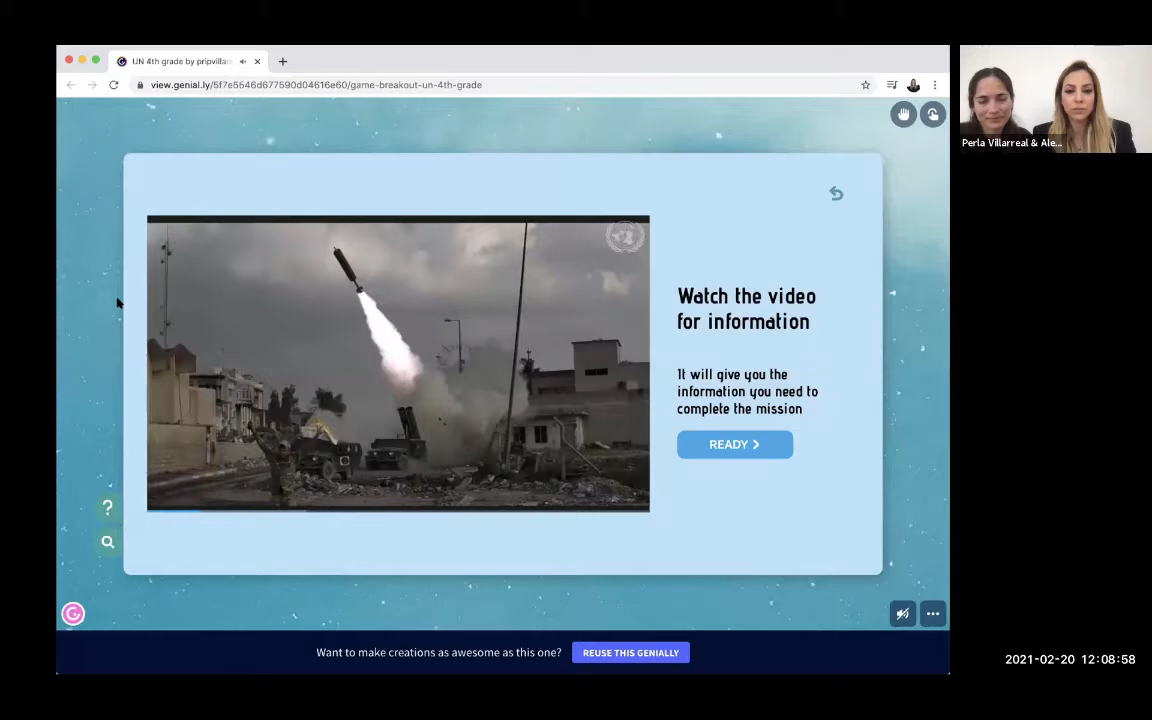 UN 4th grade by pripvillar
view.genial.ly/5f7e5546d677590d04616e60/game-breakout-un-4th-grade
Perla Villarreal & Ale...
Watch the video
for information
It will give you the
information you need to
complete the mission
READY >
?
Want to make creations as awesome as this one?
REUSE THIS GENIALLY
2021-02-20 12:08:58